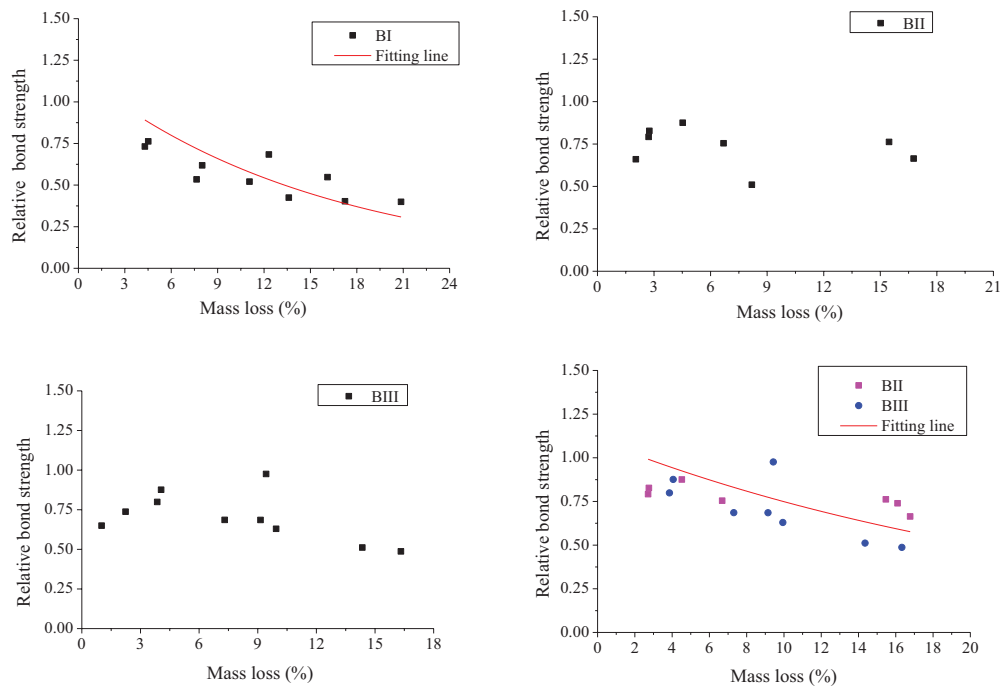 1.50
1.25
1.00
0.75
0.50
0.25
0.00
Relative bond strength
BI
Fitting line
0 3 6 9 12 15 18 21 24
Mass loss (%)
1.50
1.25
1.00
0.75
0.50
0.25
0.00
Relative bond strength
BII
0 3 6 9 12 15 18 21
Mass loss (%)
1.50
1.25
1.00
0.75
0.50
0.25
0.00
Relative bond strength
BIII
0 3 6 9 12 15 18
Mass loss (%)
1.50
1.25
1.00
0.75
0.50
0.25
0.00
Relative bond strength
BII
BIII
Fitting line
0 2 4 6 8 10 12 14 16 18 20
Mass loss (%)